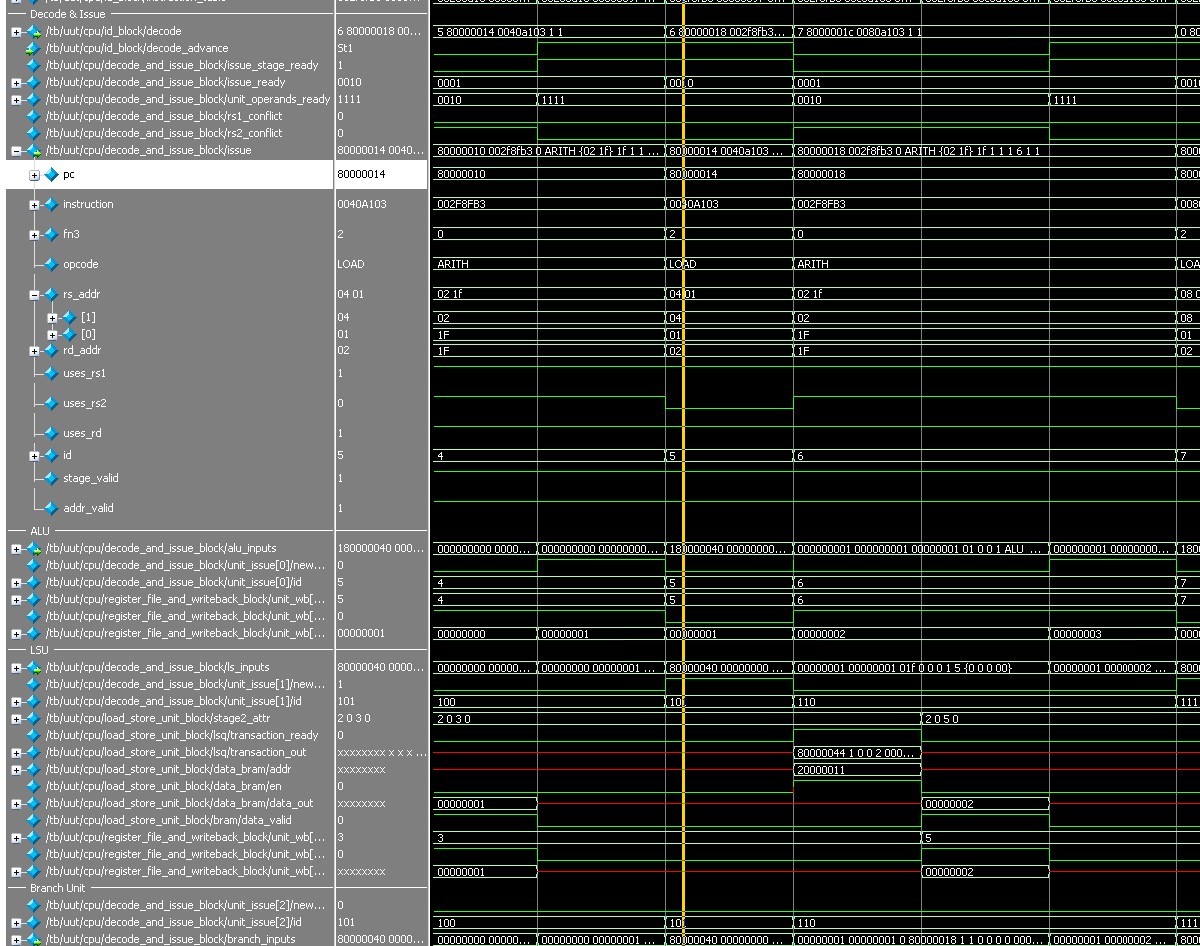 Decode & Issue
/tb/uut/cpu/id_block/decode 6 80000018 00... 5 80000014 0040a103 1 1 6 80000018 002f8fb3... 7 8000001c 0080a103 1 1 0 80
/tb/uut/cpu/id_block/decode_advance St1
/tb/uut/cpu/decode_and_issue_block/issue_stage_ready 1
/tb/uut/cpu/decode_and_issue_block/issue_ready 0010 0001 0010 0001 0010
/tb/uut/cpu/decode_and_issue_block/unit_operands_ready 1111 0010 1111 0010 1111
/tb/uut/cpu/decode_and_issue_block/rs1_conflict 0
/tb/uut/cpu/decode_and_issue_block/rs2_conflict 0
/tb/uut/cpu/decode_and_issue_block/issue 80000014 0040... 80000010 002f8fb3 0 ARITH {02 1f} 1f 1 1 ... 80000014 0040a103 ... 80000018 002f8fb3 0 ARITH {02 1f} 1f 1 1 1 6 1 1 800
pc 80000014 80000010 80000014 80000018 800
instruction 0040A103 002F8FB3 0040A103 002F8FB3 008
fn3 2 0 2 0 2
opcode LOAD ARITH LOAD ARITH LOA
rs_addr 04 01 02 1f 04 01 02 1f 08 0
[1] 04 02 04 02 08
[0] 01 1F 01 1F 01
rd_addr 02 1F 02 1F 02
uses_rs1 1
uses_rs2 0
uses_rd 1
id 5 4 5 6 7
stage_valid 1
addr_valid 1
ALU
/tb/uut/cpu/decode_and_issue_block/alu_inputs 180000040 000... 000000000 0000... 000000000 00000000... 180000040 00000000... 000000001 000000001 00000001 01 0 0 1 ALU ... 000000001 00000000... 180
/tb/uut/cpu/decode_and_issue_block/unit_issue[0]/new... 0
/tb/uut/cpu/decode_and_issue_block/unit_issue[0]/id 5 4 5 6 7
/tb/uut/cpu/register_file_and_writeback_block/unit_wb[... 5 4 5 6 7
/tb/uut/cpu/register_file_and_writeback_block/unit_wb[... 0
/tb/uut/cpu/register_file_and_writeback_block/unit_wb[... 00000001 00000000 00000001 00000001 00000002 00000003 000
LSU
/tb/uut/cpu/decode_and_issue_block/ls_inputs 80000040 0000... 00000000 00000... 00000000 00000001 ... 80000040 00000000 ... 00000001 00000001 01f 0 0 0 1 5 {0 0 0 00} 00000001 00000002 ... 800
/tb/uut/cpu/decode_and_issue_block/unit_issue[1]/new... 1
/tb/uut/cpu/decode_and_issue_block/unit_issue[1]/id 101 100 101 110 111
/tb/uut/cpu/load_store_unit_block/stage2_attr 2 0 3 0 2 0 3 0 2 0 5 0
/tb/uut/cpu/load_store_unit_block/lsq/transaction_ready 0
/tb/uut/cpu/load_store_unit_block/lsq/transaction_out xxxxxxxx x x x ... 80000044 1 0 0 2 000...
/tb/uut/cpu/load_store_unit_block/data_bram/addr xxxxxxxx 20000011
/tb/uut/cpu/load_store_unit_block/data_bram/en 0
/tb/uut/cpu/load_store_unit_block/data_bram/data_out xxxxxxxx 00000001 00000002
/tb/uut/cpu/load_store_unit_block/bram/data_valid 0
/tb/uut/cpu/register_file_and_writeback_block/unit_wb[... 3 3 5
/tb/uut/cpu/register_file_and_writeback_block/unit_wb[... 0
/tb/uut/cpu/register_file_and_writeback_block/unit_wb[... xxxxxxxx 00000001 00000002
Branch Unit
/tb/uut/cpu/decode_and_issue_block/unit_issue[2]/new... 0
/tb/uut/cpu/decode_and_issue_block/unit_issue[2]/id 101 100 101 110 111
/tb/uut/cpu/decode_and_issue_block/branch_inputs 80000040 0000... 00000000 00000... 00000000 00000001 ... 80000040 00000000 ... 00000001 00000001 0 80000018 1 1 0 0 0 0 000... 00000001 00000002 ... 800